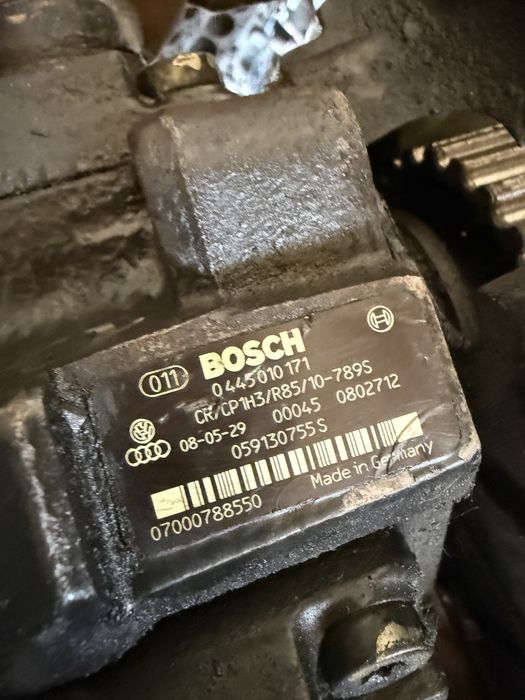 011
BOSCH
0 445 010 171
CR/CP1H3/R85/10-789S
08-05-29 00045 0802712
059130755S
07000788550
Made in Germany